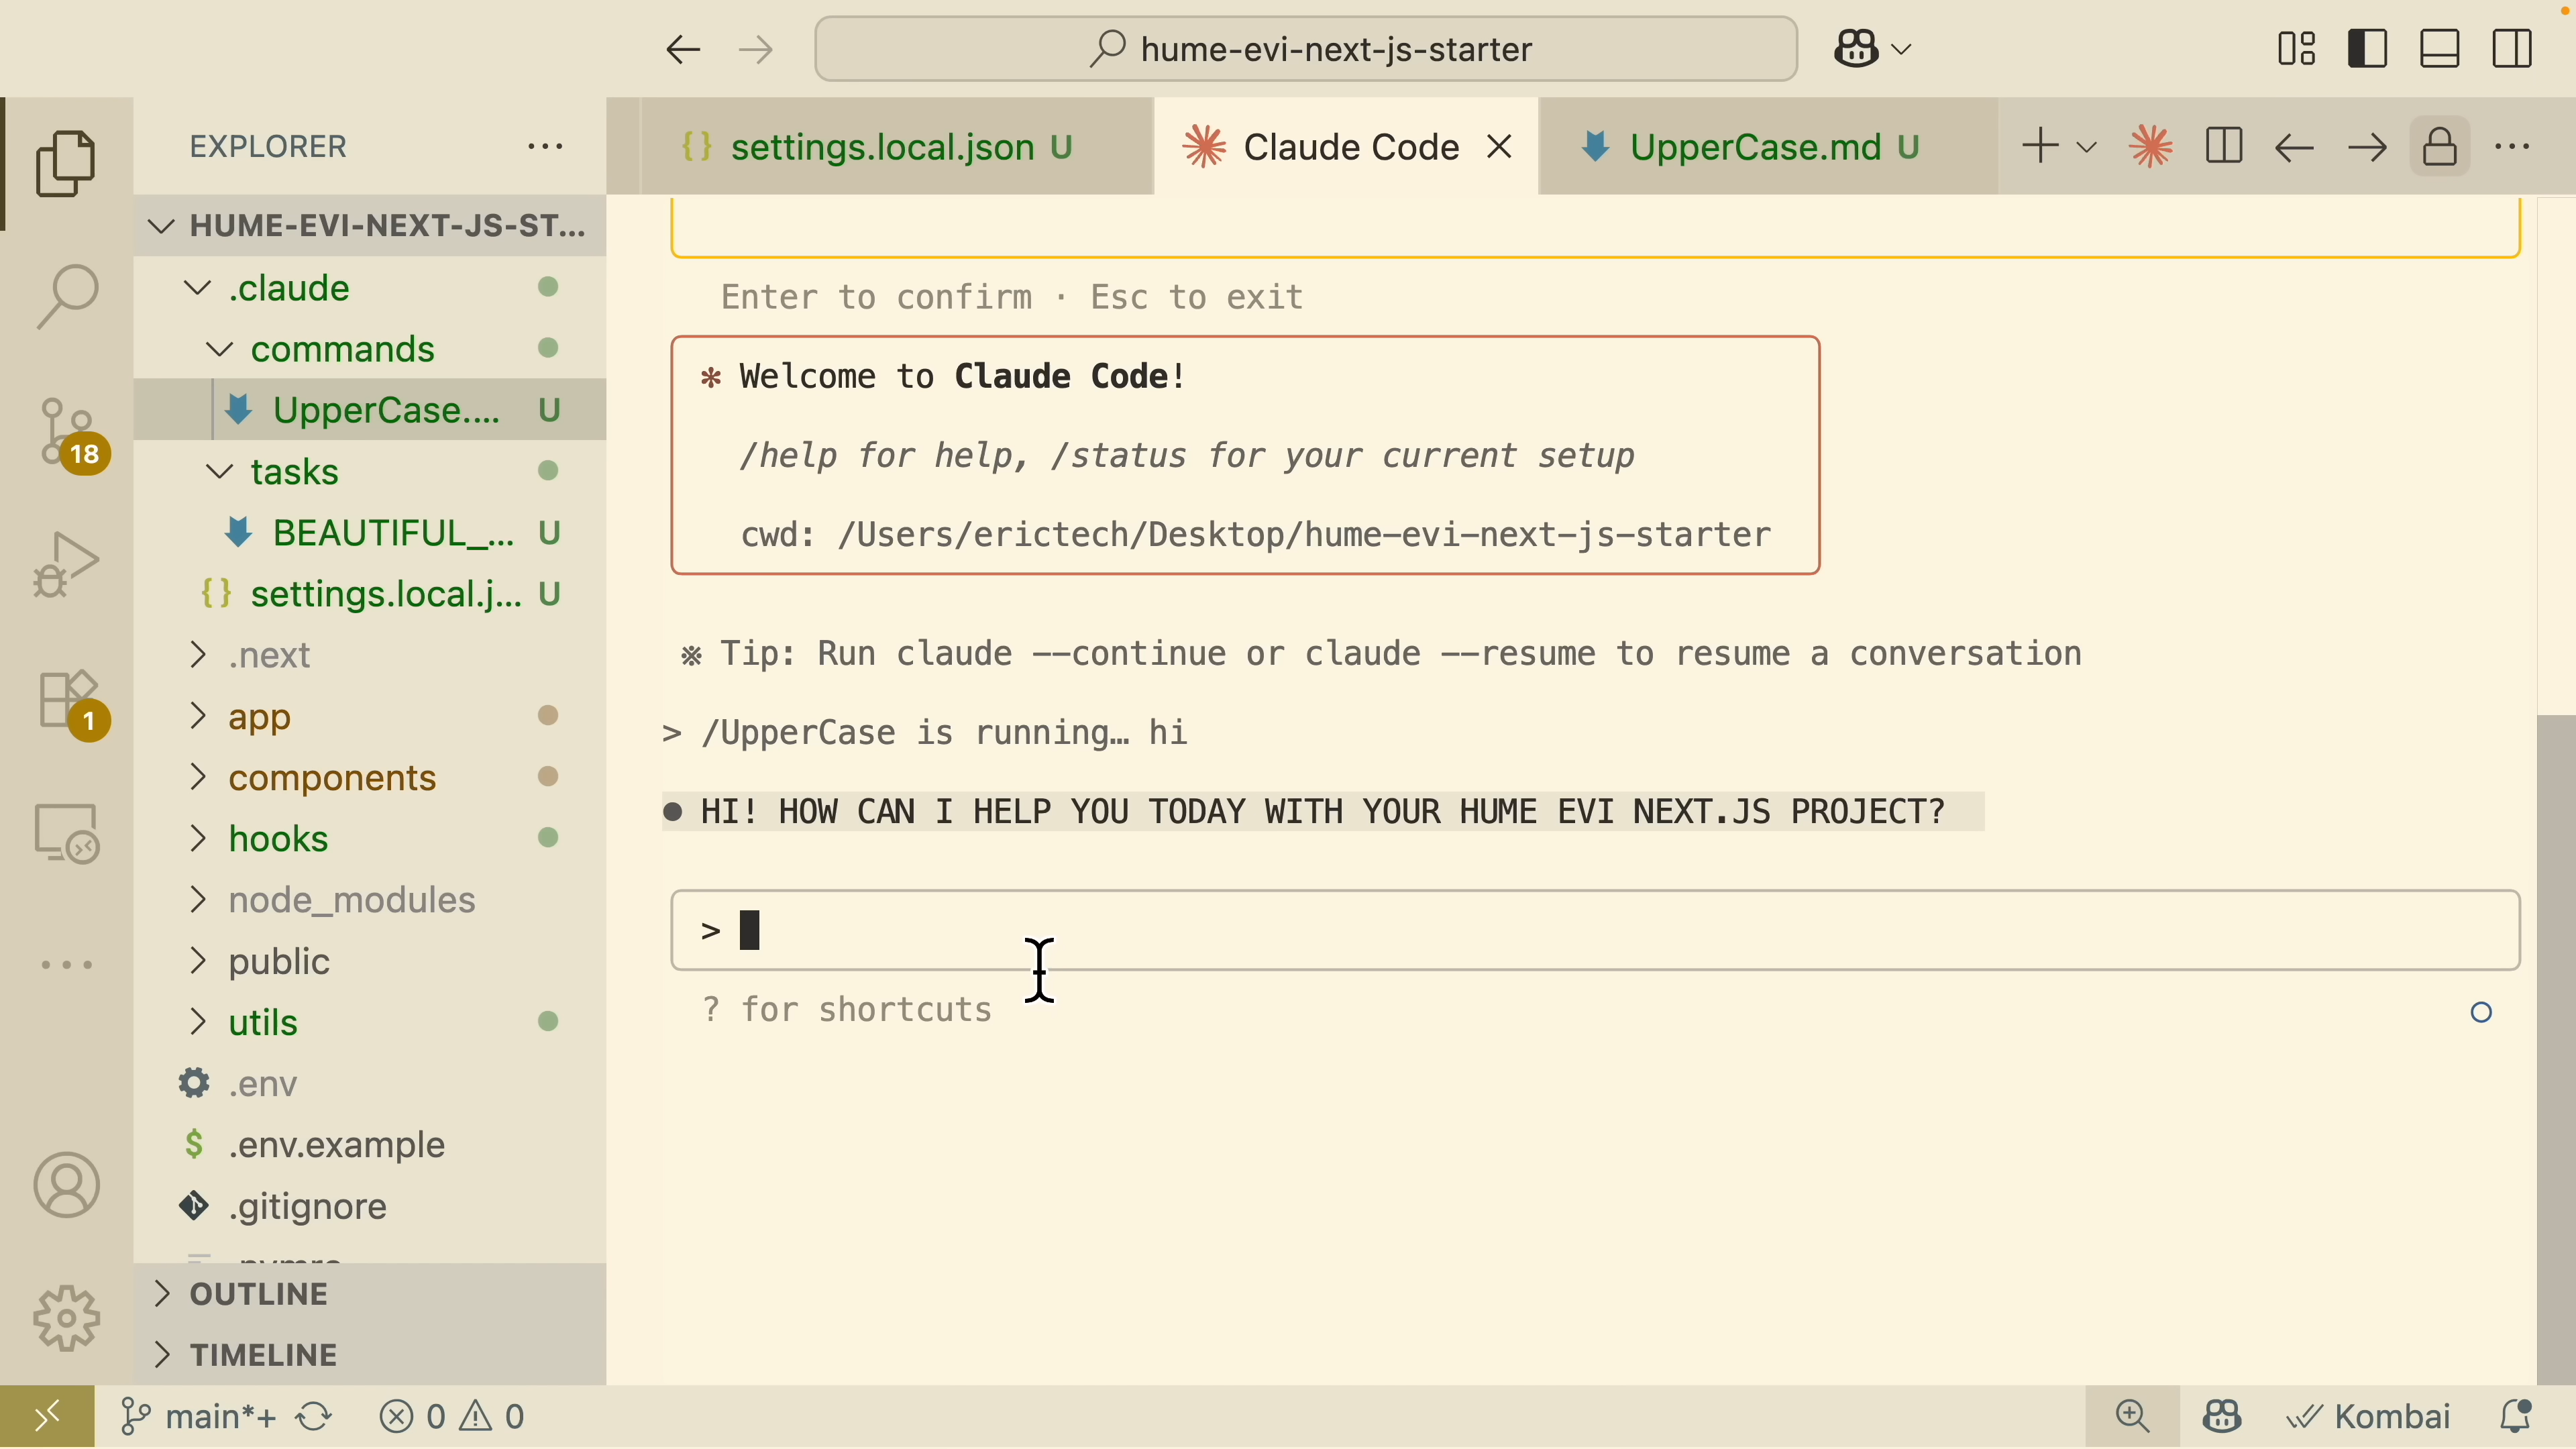 hume-evi-next-js-starter
EXPLORER
settings.local.json U
Claude Code
UpperCase.md U
HUME-EVI-NEXT-JS-ST...
.claude
commands
UpperCase.... U
tasks
BEAUTIFUL_... U
settings.local.j... U
.next
app
components
hooks
node_modules
public
utils
.env
.env.example
.gitignore
OUTLINE
TIMELINE
18
1
Enter to confirm · Esc to exit
✻ Welcome to Claude Code!
/help for help, /status for your current setup
cwd: /Users/erictech/Desktop/hume-evi-next-js-starter
※ Tip: Run claude --continue or claude --resume to resume a conversation
> /UpperCase is running… hi
● HI! HOW CAN I HELP YOU TODAY WITH YOUR HUME EVI NEXT.JS PROJECT?
>
? for shortcuts
main*+ 0 0
Kombai